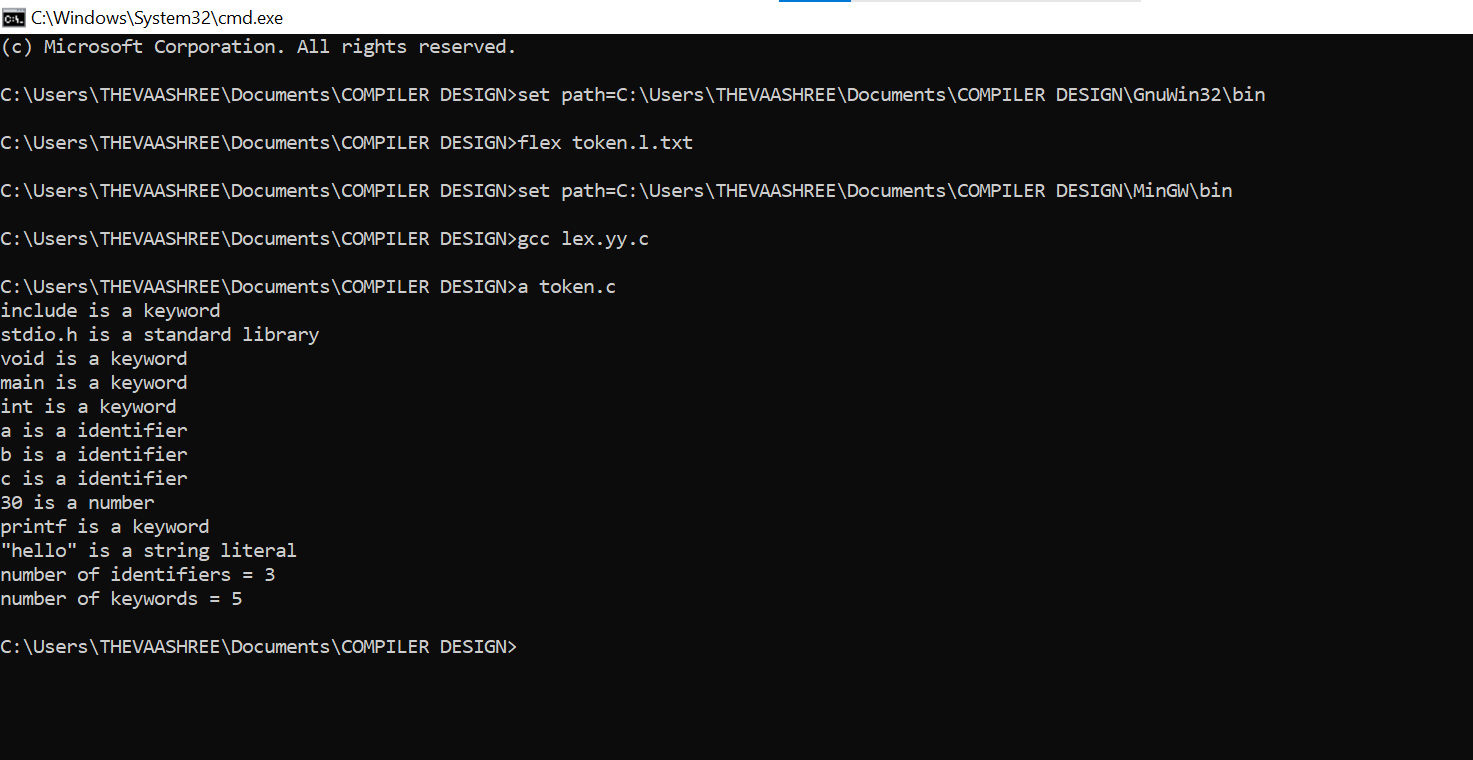 C:\Windows\System32\cmd.exe
(c) Microsoft Corporation. All rights reserved.
C:\Users\THEVAASHREE\Documents\COMPILER DESIGN>set path=C:\Users\THEVAASHREE\Documents\COMPILER DESIGN\GnuWin32\bin
C:\Users\THEVAASHREE\Documents\COMPILER DESIGN>flex token.l.txt
C:\Users\THEVAASHREE\Documents\COMPILER DESIGN>set path=C:\Users\THEVAASHREE\Documents\COMPILER DESIGN\MinGW\bin
C:\Users\THEVAASHREE\Documents\COMPILER DESIGN>gcc lex.yy.c
C:\Users\THEVAASHREE\Documents\COMPILER DESIGN>a token.c
include is a keyword
stdio.h is a standard library
void is a keyword
main is a keyword
int is a keyword
a is a identifier
b is a identifier
c is a identifier
30 is a number
printf is a keyword
"hello" is a string literal
number of identifiers = 3
number of keywords = 5
C:\Users\THEVAASHREE\Documents\COMPILER DESIGN>